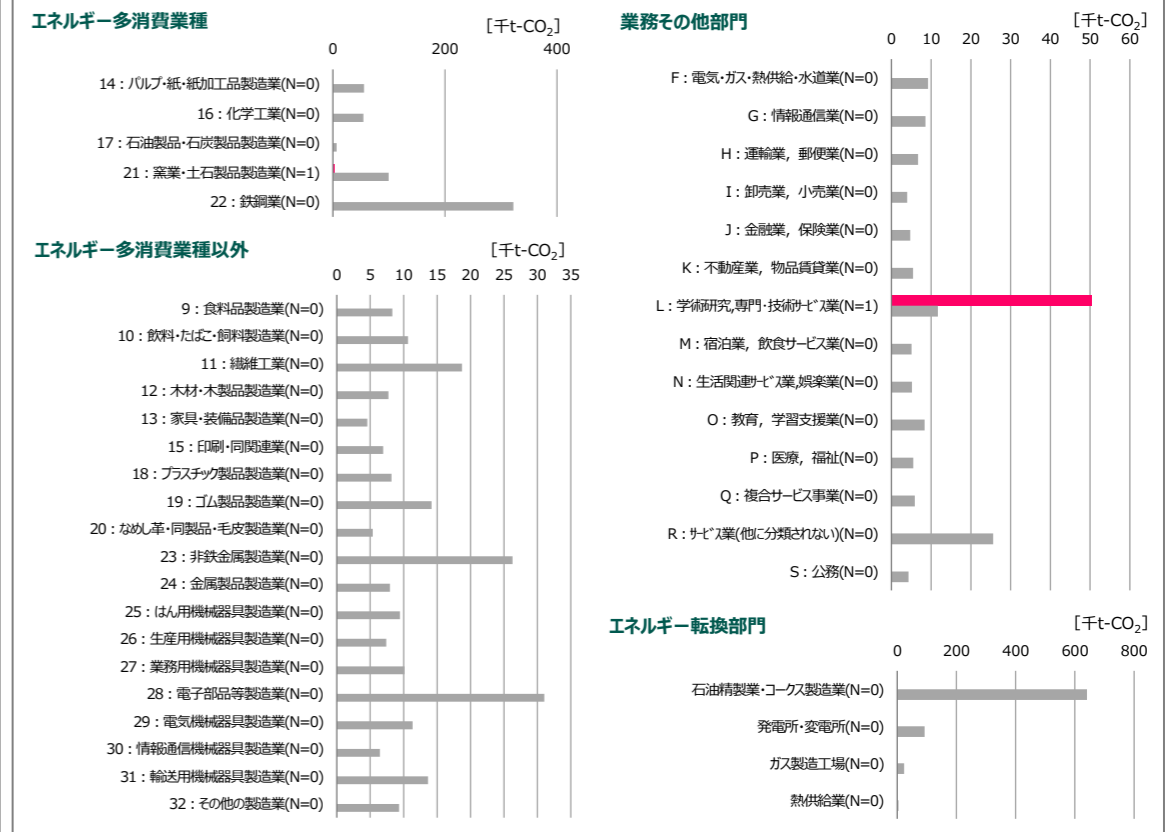 エネルギー多消費業種
[千t-CO2]
0 200 400
14：パルプ・紙・紙加工品製造業(N=0)
16：化学工業(N=0)
17：石油製品・石炭製品製造業(N=0)
21：窯業・土石製品製造業(N=1)
22：鉄鋼業(N=0)
エネルギー多消費業種以外
[千t-CO2]
0 5 10 15 20 25 30 35
9：食料品製造業(N=0)
10：飲料・たばこ・飼料製造業(N=0)
11：繊維工業(N=0)
12：木材・木製品製造業(N=0)
13：家具・装備品製造業(N=0)
15：印刷・同関連業(N=0)
18：プラスチック製品製造業(N=0)
19：ゴム製品製造業(N=0)
20：なめし革・同製品・毛皮製造業(N=0)
23：非鉄金属製造業(N=0)
24：金属製品製造業(N=0)
25：はん用機械器具製造業(N=0)
26：生産用機械器具製造業(N=0)
27：業務用機械器具製造業(N=0)
28：電子部品等製造業(N=0)
29：電気機械器具製造業(N=0)
30：情報通信機械器具製造業(N=0)
31：輸送用機械器具製造業(N=0)
32：その他の製造業(N=0)
業務その他部門
[千t-CO2]
0 10 20 30 40 50 60
F：電気・ガス・熱供給・水道業(N=0)
G：情報通信業(N=0)
H：運輸業，郵便業(N=0)
I：卸売業，小売業(N=0)
J：金融業，保険業(N=0)
K：不動産業，物品賃貸業(N=0)
L：学術研究,専門・技術サービス業(N=1)
M：宿泊業，飲食サービス業(N=0)
N：生活関連サービス業,娯楽業(N=0)
O：教育，学習支援業(N=0)
P：医療，福祉(N=0)
Q：複合サービス事業(N=0)
R：サービス業(他に分類されない)(N=0)
S：公務(N=0)
エネルギー転換部門
[千t-CO2]
0 200 400 600 800
石油精製業・コークス製造業(N=0)
発電所・変電所(N=0)
ガス製造工場(N=0)
熱供給業(N=0)